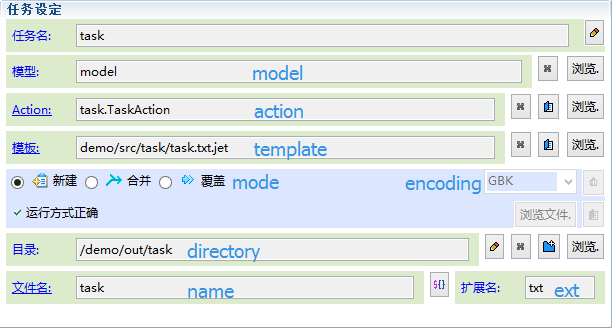 任务设定
任务名: task
模型: model model 浏览.
Action: task.TaskAction action 浏览.
模板: demo/src/task/task.txt.jet template 浏览.
新建 合并 覆盖 mode encoding GBK
运行方式正确 浏览文件.
目录: /demo/out/task directory 浏览.
文件名: task name ${} 扩展名: txt ext